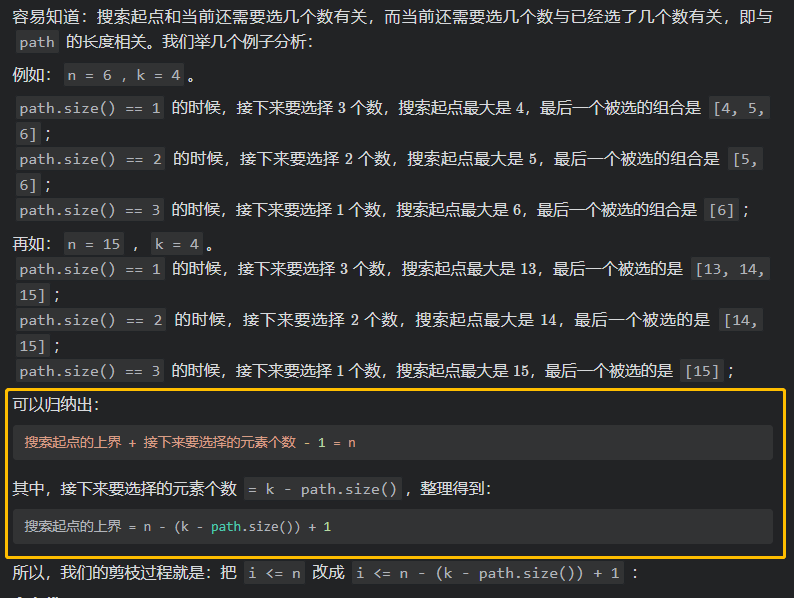 容易知道：搜索起点和当前还需要选几个数有关，而当前还需要选几个数与已经选了几个数有关，即与
path 的长度相关。我们举几个例子分析：
例如：n = 6 ，k = 4 。
path.size() == 1 的时候，接下来要选择 3 个数，搜索起点最大是 4，最后一个被选的组合是 [4, 5,
6] ；
path.size() == 2 的时候，接下来要选择 2 个数，搜索起点最大是 5，最后一个被选的组合是 [5,
6] ；
path.size() == 3 的时候，接下来要选择 1 个数，搜索起点最大是 6，最后一个被选的组合是 [6] ；
再如：n = 15 ，k = 4 。
path.size() == 1 的时候，接下来要选择 3 个数，搜索起点最大是 13，最后一个被选的是 [13, 14,
15] ；
path.size() == 2 的时候，接下来要选择 2 个数，搜索起点最大是 14，最后一个被选的是 [14,
15] ；
path.size() == 3 的时候，接下来要选择 1 个数，搜索起点最大是 15，最后一个被选的是 [15] ；
可以归纳出：
搜索起点的上界 + 接下来要选择的元素个数 - 1 = n
其中，接下来要选择的元素个数 = k - path.size() ，整理得到：
搜索起点的上界 = n - (k - path.size()) + 1
所以，我们的剪枝过程就是：把 i <= n 改成 i <= n - (k - path.size()) + 1 ：